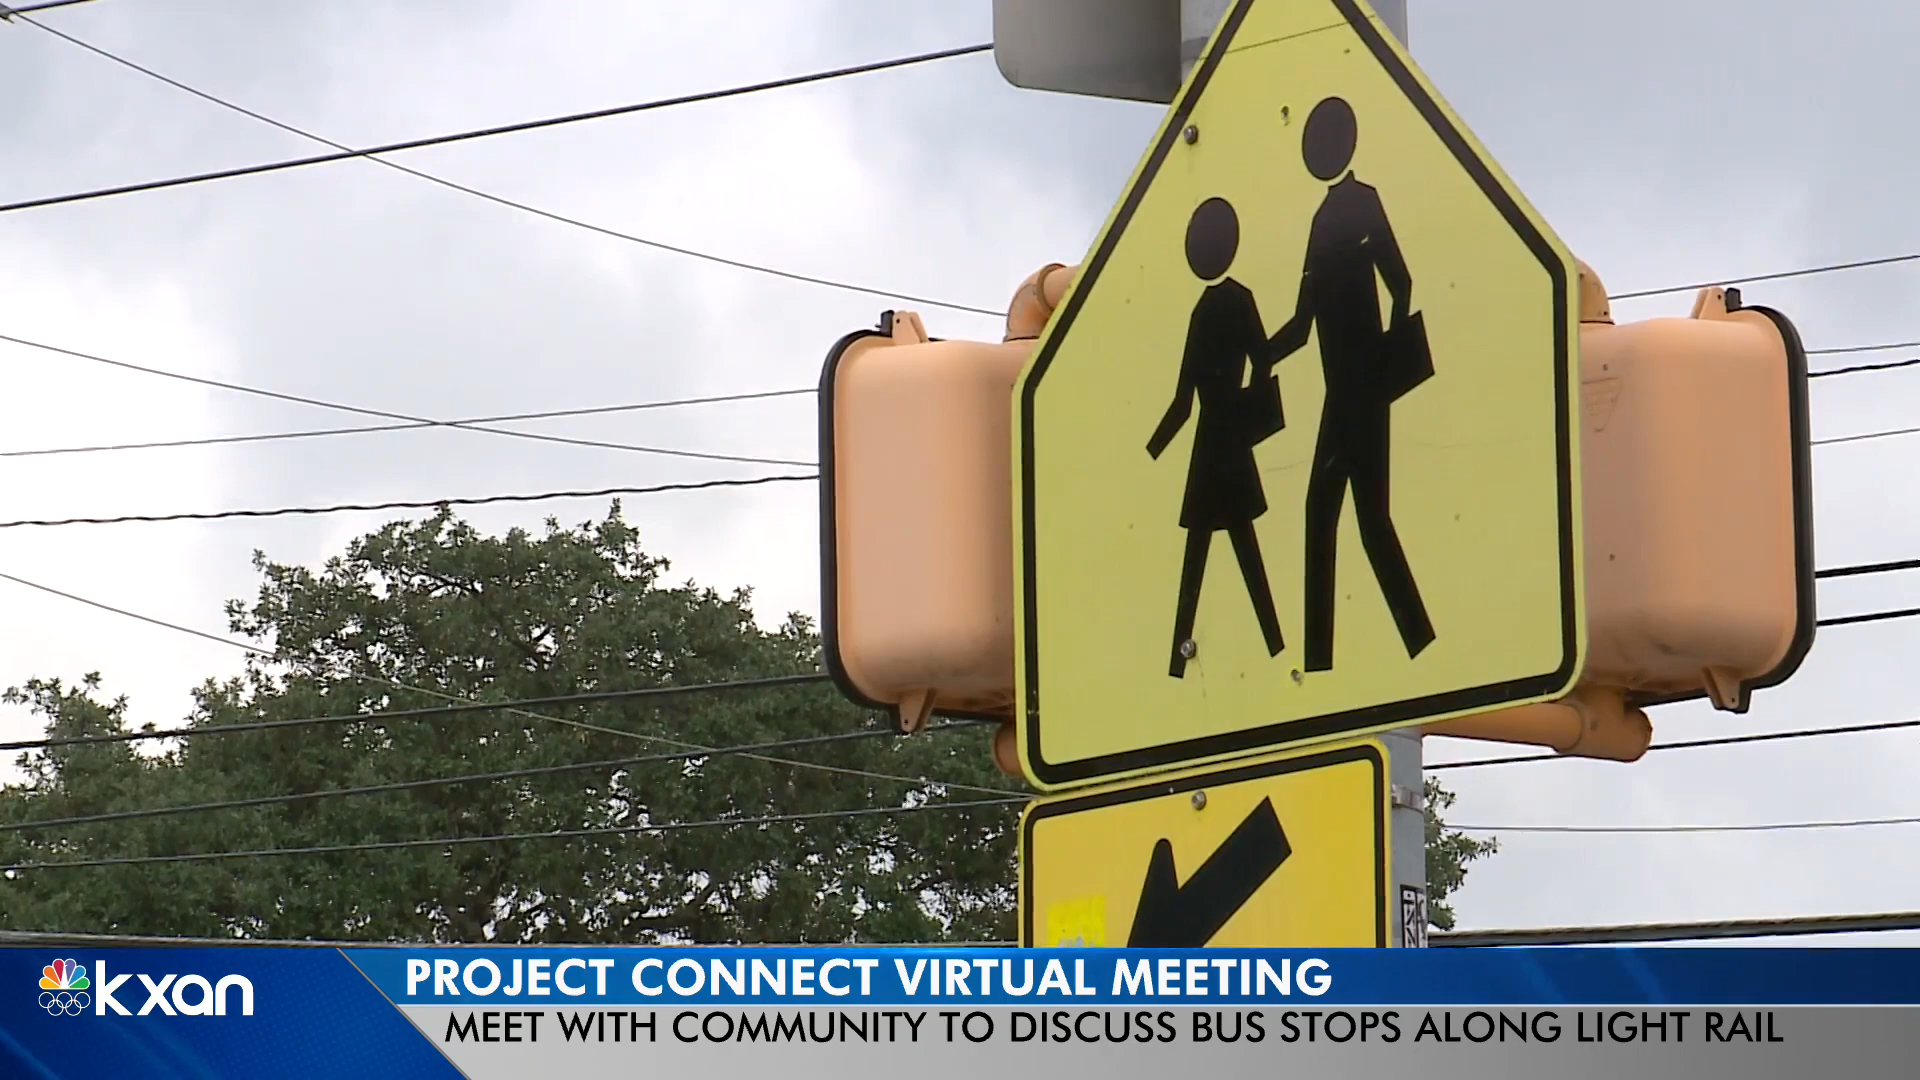 kxan
PROJECT CONNECT VIRTUAL MEETING
MEET WITH COMMUNITY TO DISCUSS BUS STOPS ALONG LIGHT RAIL